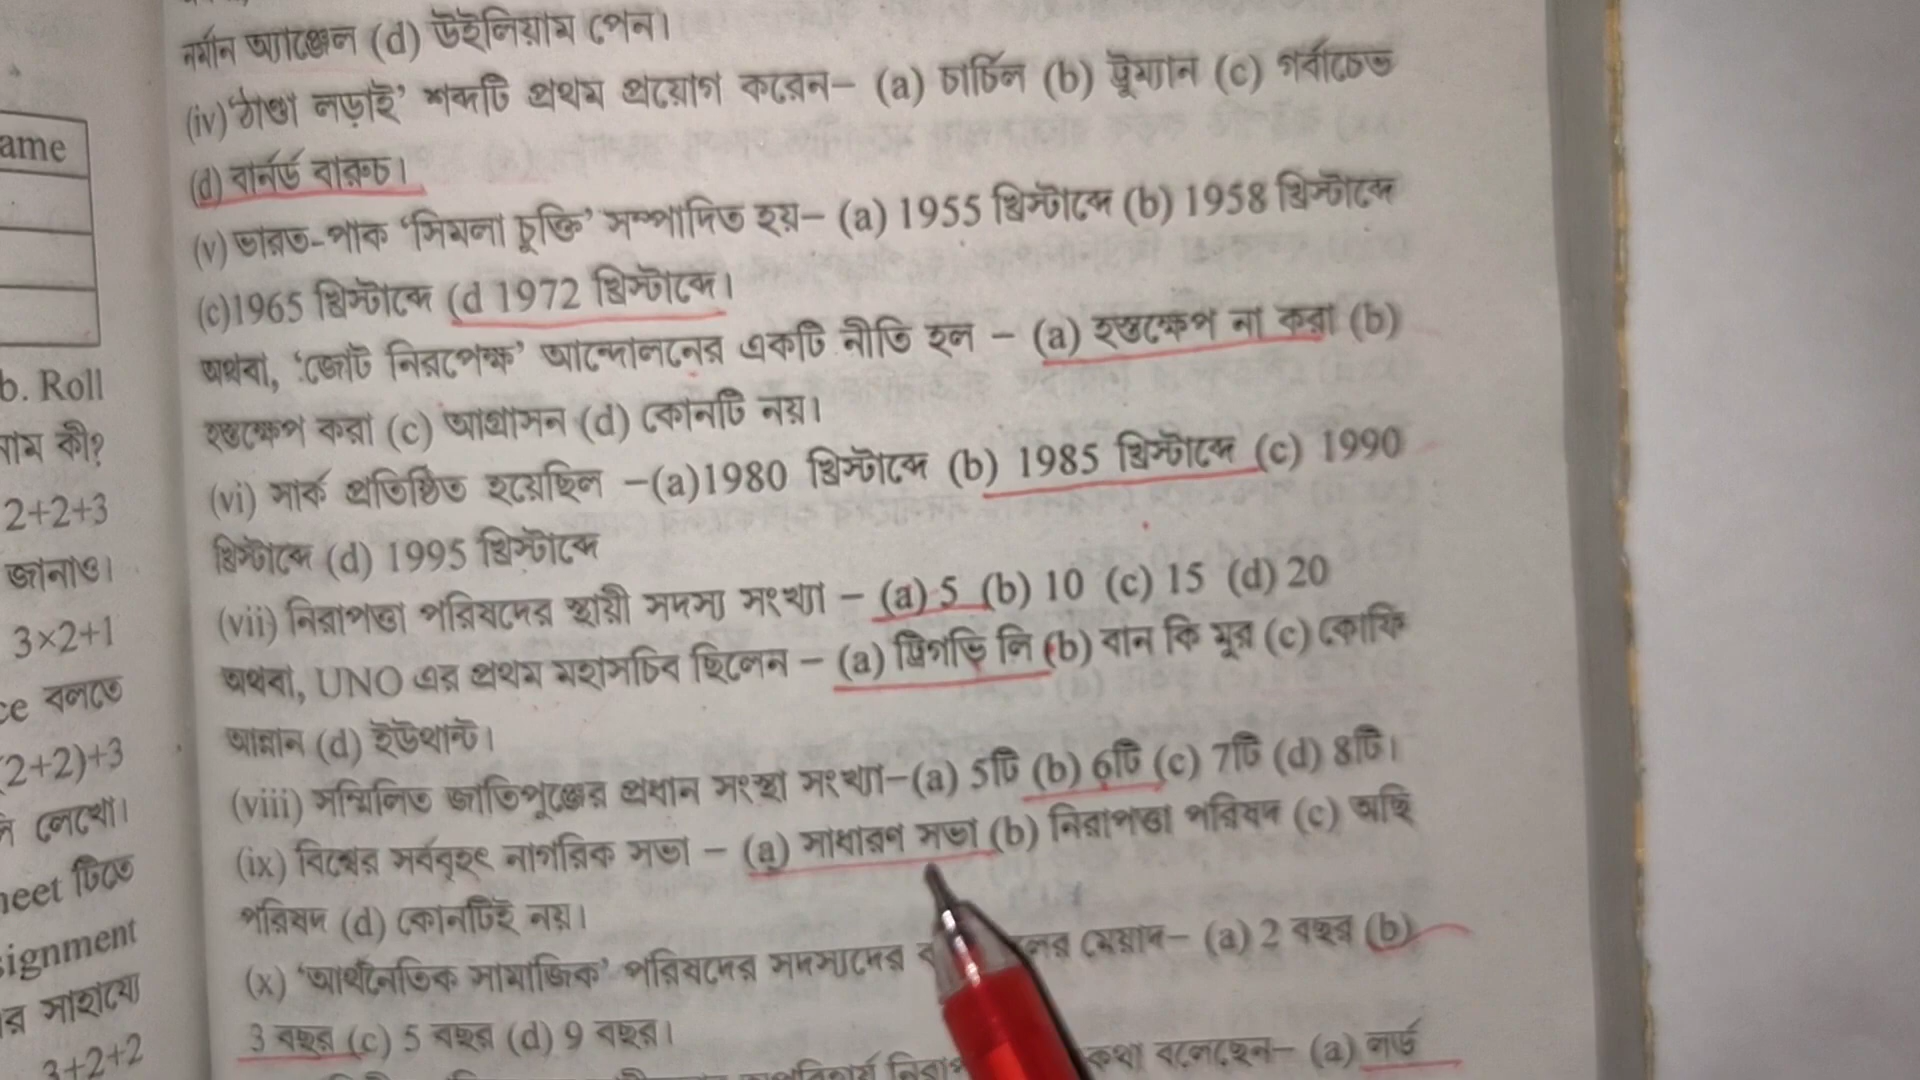 নর্মান অ্যাঞ্জেল (d) উইলিয়াম পেন।
(iv) 'ঠাণ্ডা লড়াই' শব্দটি প্রথম প্রয়োগ করেন– (a) চার্চিল (b) ট্রুম্যান (c) গর্বাচেভ
(d) বার্নর্ড বারুচ।
(v) ভারত-পাক 'সিমলা চুক্তি' সম্পাদিত হয়– (a) 1955 খ্রিস্টাব্দে (b) 1958 খ্রিস্টাব্দে
(c)1965 খ্রিস্টাব্দে (d 1972 খ্রিস্টাব্দে।
অথবা, 'জোট নিরপেক্ষ' আন্দোলনের একটি নীতি হল – (a) হস্তক্ষেপ না করা (b)
হস্তক্ষেপ করা (c) আগ্রাসন (d) কোনটি নয়।
(vi) সার্ক প্রতিষ্ঠিত হয়েছিল –(a)1980 খ্রিস্টাব্দে (b) 1985 খ্রিস্টাব্দে (c) 1990
খ্রিস্টাব্দে (d) 1995 খ্রিস্টাব্দে
(vii) নিরাপত্তা পরিষদের স্থায়ী সদস্য সংখ্যা – (a) 5 (b) 10 (c) 15 (d) 20
অথবা, UNO এর প্রথম মহাসচিব ছিলেন – (a) ট্রিগভি লি (b) বান কি মুন (c) কোফি
আন্নান (d) ইউথান্ট।
(viii) সম্মিলিত জাতিপুঞ্জের প্রধান সংস্থা সংখ্যা–(a) 5টি (b) 6টি (c) 7টি (d) 8টি।
(ix) বিশ্বের সর্ববৃহৎ নাগরিক সভা – (a) সাধারণ সভা (b) নিরাপত্তা পরিষদ (c) অছি
পরিষদ (d) কোনটিই নয়।
(x) 'আর্থনৈতিক সামাজিক' পরিষদের সদস্যদের মেয়াদ– (a) 2 বছর (b)
3 বছর (c) 5 বছর (d) 9 বছর।
কথা বলেছেন– (a) লর্ড
ame
b. Roll
নাম কী?
2+2+3
জানাও।
3×2+1
ce বলতে
(2+2)+3
লেখো।
neet টিতে
signment
র সাহায্যে
3+2+2